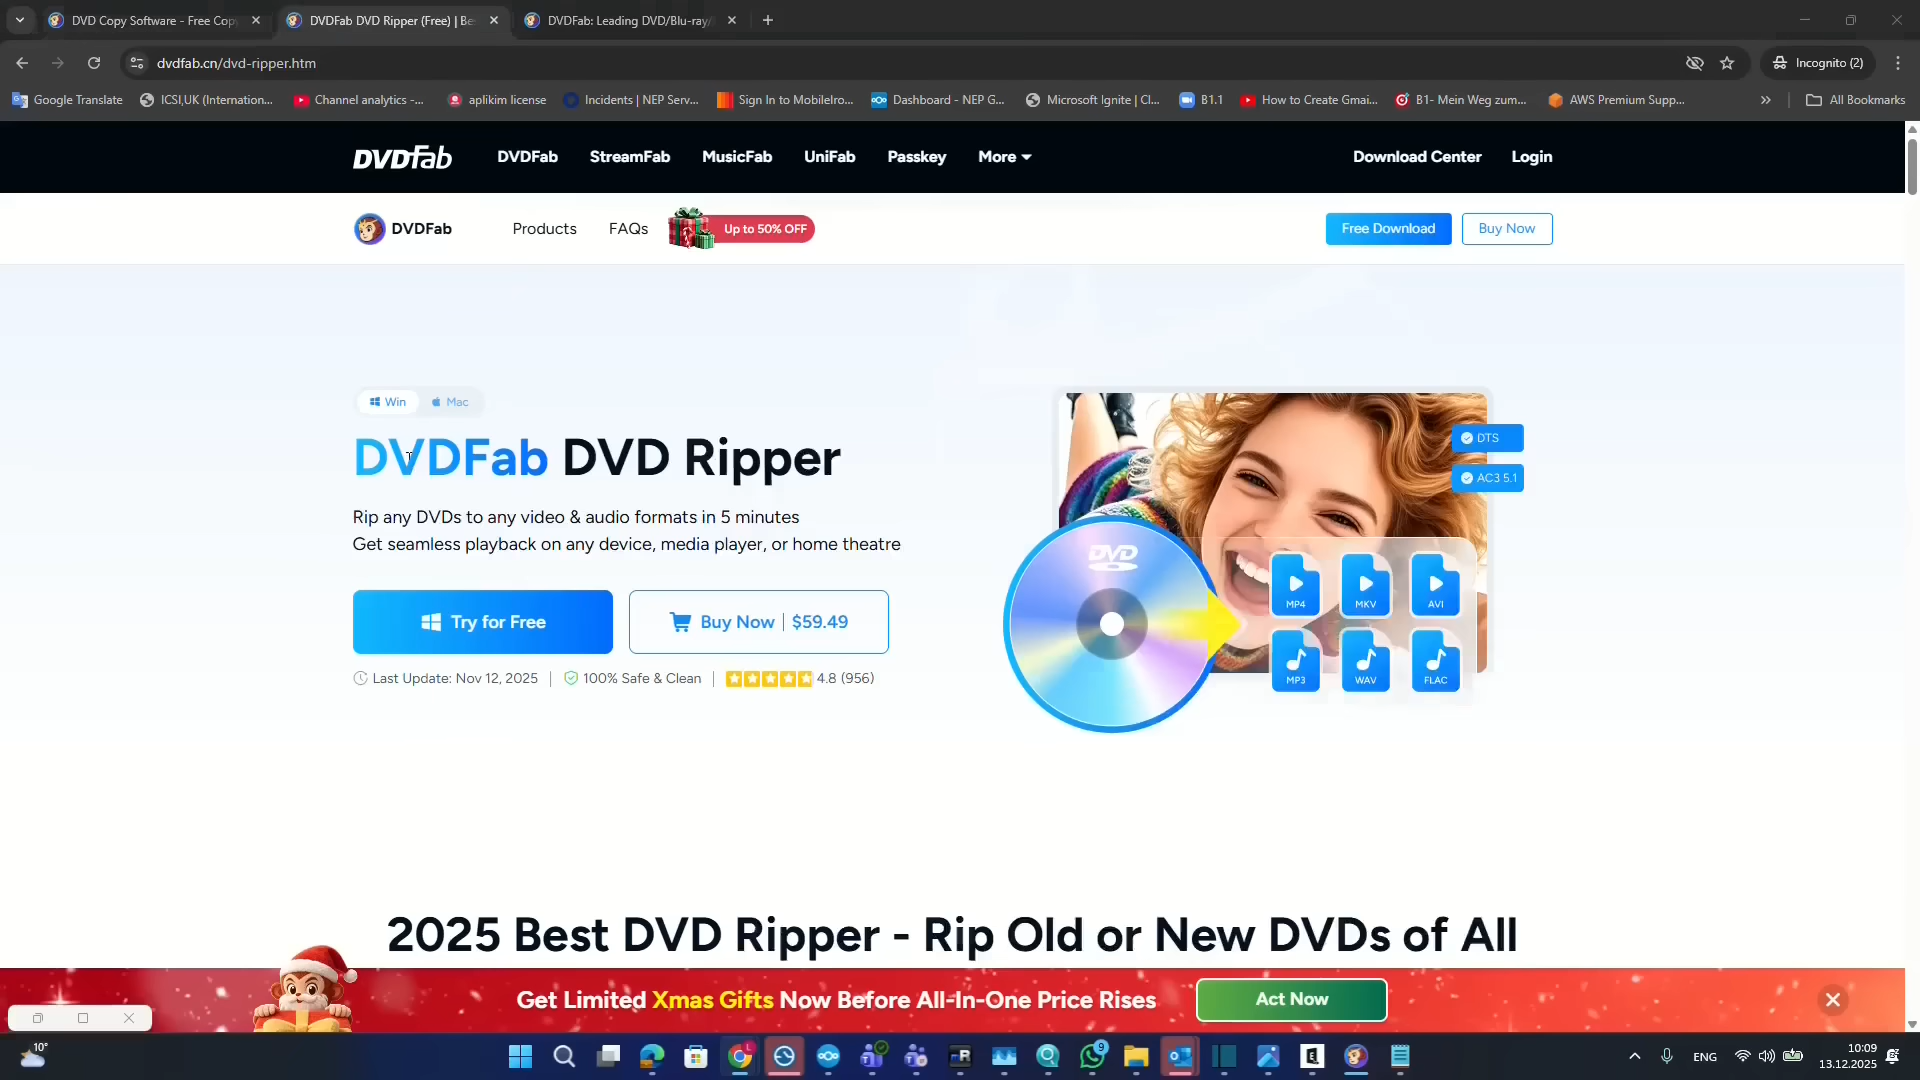 DVD Copy Software - Free Cop
DVDFab DVD Ripper (Free) | Be
DVDFab: Leading DVD/Blu-ray/
dvdfab.cn/dvd-ripper.htm
Incognito (2)
Google Translate
ICSI,UK (Internation...
Channel analytics -...
aplikim license
Incidents | NEP Serv...
Sign In to MobileIro...
Dashboard - NEP G...
Microsoft Ignite | Cl...
B1.1
How to Create Gmai...
B1- Mein Weg zum...
AWS Premium Supp...
All Bookmarks
DVDFab
DVDFab
StreamFab
MusicFab
UniFab
Passkey
More
Download Center
Login
DVDFab
Products
FAQs
Up to 50% OFF
Free Download
Buy Now
Win
Mac
DVDFab DVD Ripper
Rip any DVDs to any video & audio formats in 5 minutes
Get seamless playback on any device, media player, or home theatre
Try for Free
Buy Now | $59.49
Last Update: Nov 12, 2025
100% Safe & Clean
4.8 (956)
DTS
AC3 5.1
DVD
MP4
MKV
AVI
MP3
WAV
FLAC
2025 Best DVD Ripper - Rip Old or New DVDs of All
Get Limited Xmas Gifts Now Before All-In-One Price Rises
Act Now
10°
9
ENG
10:09
13.12.2025